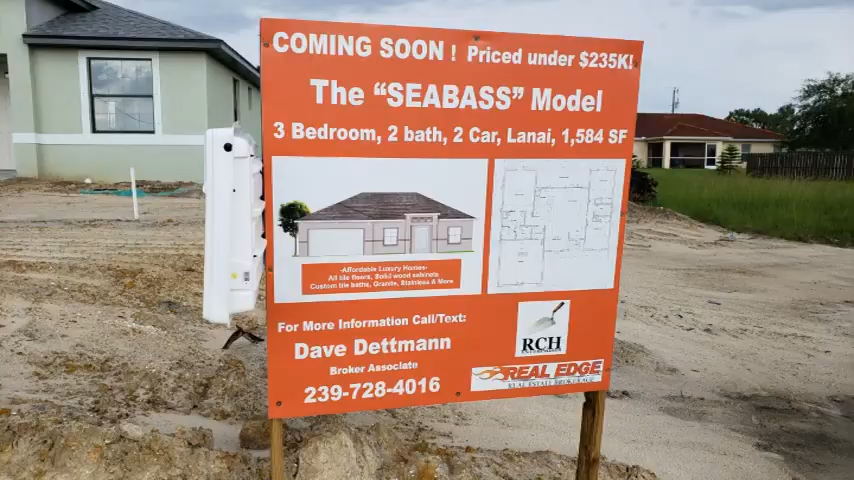 COMING SOON ! Priced under $235K!
The “SEABASS” Model
3 Bedroom, 2 bath, 2 Car, Lanai, 1,584 SF
-Affordable Luxury Homes-
All tile floors, Solid wood cabinets
Custom tile baths, Granite, Stainless & More
For More Information Call/Text:
Dave Dettmann
Broker Associate
239-728-4016
RCH
ENTERPRISES
REAL EDGE
REAL ESTATE BROKERAGE